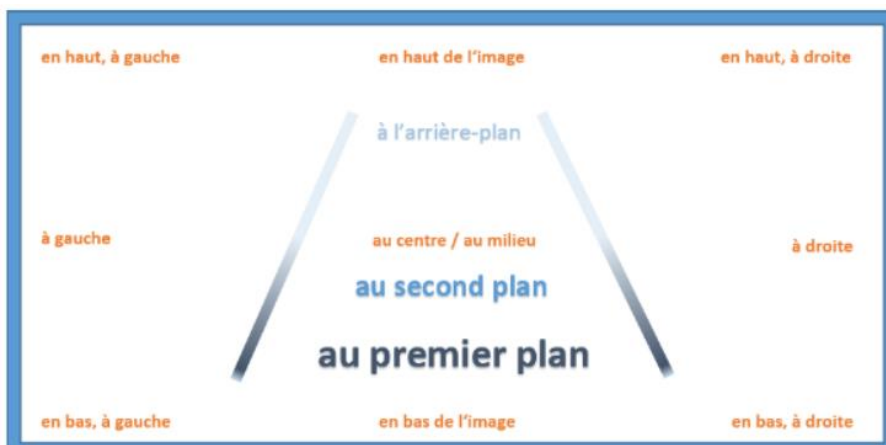 en haut, à gauche
en haut de l'image
en haut, à droite
à l'arrière-plan
à gauche
au centre / au milieu
à droite
au second plan
au premier plan
en bas, à gauche
en bas de l'image
en bas, à droite